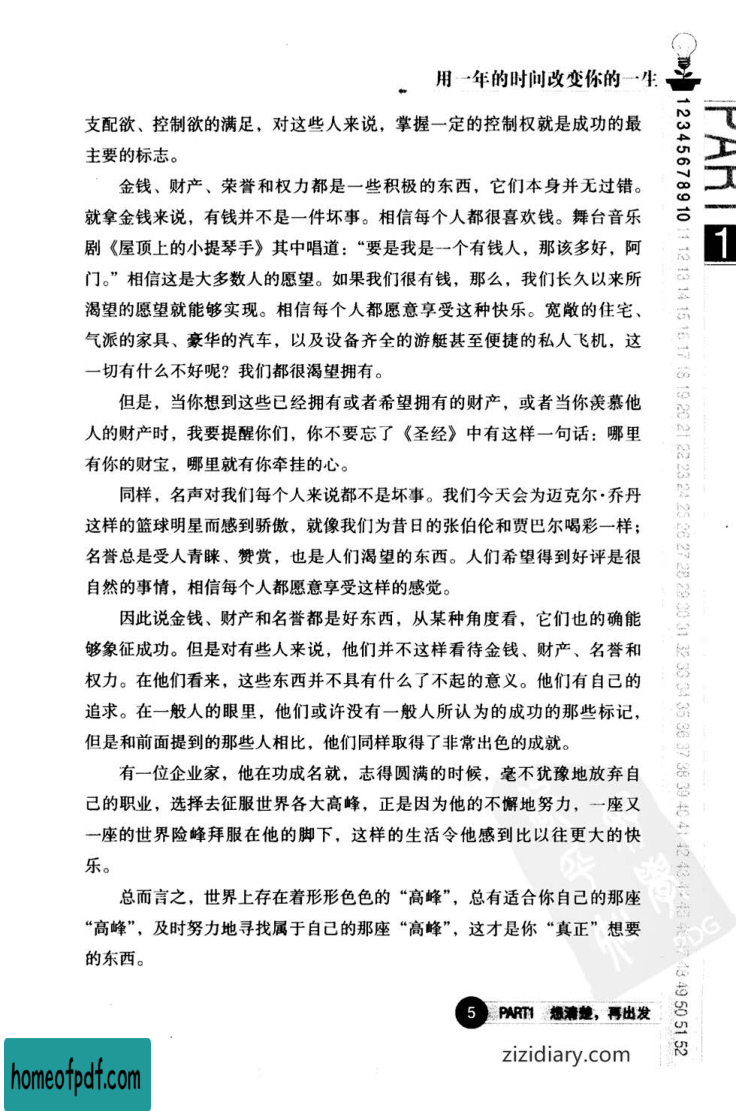 用一年的时间改变你的一生
支配欲、控制欲的满足，对这些人来说，掌握一定的控制权就是成功的最
主要的标志。
金钱、财产、荣誉和权力都是一些积极的东西，它们本身并无过错。
就拿金钱来说，有钱并不是一件坏事。相信每个人都很喜欢钱。舞台音乐
剧《屋顶上的小提琴手》其中唱道：“要是我是一个有钱人，那该多好，阿
门。”相信这是大多数人的愿望。如果我们很有钱，那么，我们长久以来所
渴望的愿望就能够实现。相信每个人都愿意享受这种快乐。宽敞的住宅、
气派的家具、豪华的汽车，以及设备齐全的游艇甚至便捷的私人飞机，这
一切有什么不好呢？我们都很渴望拥有。
但是，当你想到这些已经拥有或者希望拥有的财产，或者当你羡慕他
人的财产时，我要提醒你们，你不要忘了《圣经》中有这样一句话：哪里
有你的财宝，哪里就有你牵挂的心。
同样，名声对我们每个人来说都不是坏事。我们今天会为迈克尔·乔丹
这样的篮球明星而感到骄傲，就像我们为昔日的张伯伦和贾巴尔喝彩一样；
名誉总是受人青睐、赞赏，也是人们渴望的东西。人们希望得到好评是很
自然的事情，相信每个人都愿意享受这样的感觉。
因此说金钱、财产和名誉都是好东西，从某种角度看，它们也的确能
够象征成功。但是对有些人来说，他们并不这样看待金钱、财产、名誉和
权力。在他们看来，这些东西并不具有什么了不起的意义。他们有自己的
追求。在一般人的眼里，他们或许没有一般人所认为的成功的那些标记，
但是和前面提到的那些人相比，他们同样取得了非常出色的成就。
有一位企业家，他在功成名就，志得圆满的时候，毫不犹豫地放弃自
己的职业，选择去征服世界各大高峰，正是因为他的不懈地努力，一座又
一座的世界险峰拜服在他的脚下，这样的生活令他感到比以往更大的快
乐。
总而言之，世界上存在着形形色色的“高峰”，总有适合你自己的那座
“高峰”，及时努力地寻找属于自己的那座“高峰”，这才是你“真正”想要
的东西。
PART 1
1 2 3 4 5 6 7 8 9 10 11 12 13 14 15 16 17 18 19 20 21 22 23 24 25 26 27 28 29 30 31 32 33 34 35 36 37 38 39 40 41 42 43 44 45 46 47 48 49 50 51 52
5 PART1 想清楚，再出发
zizidiary.com
homeofpdf.com